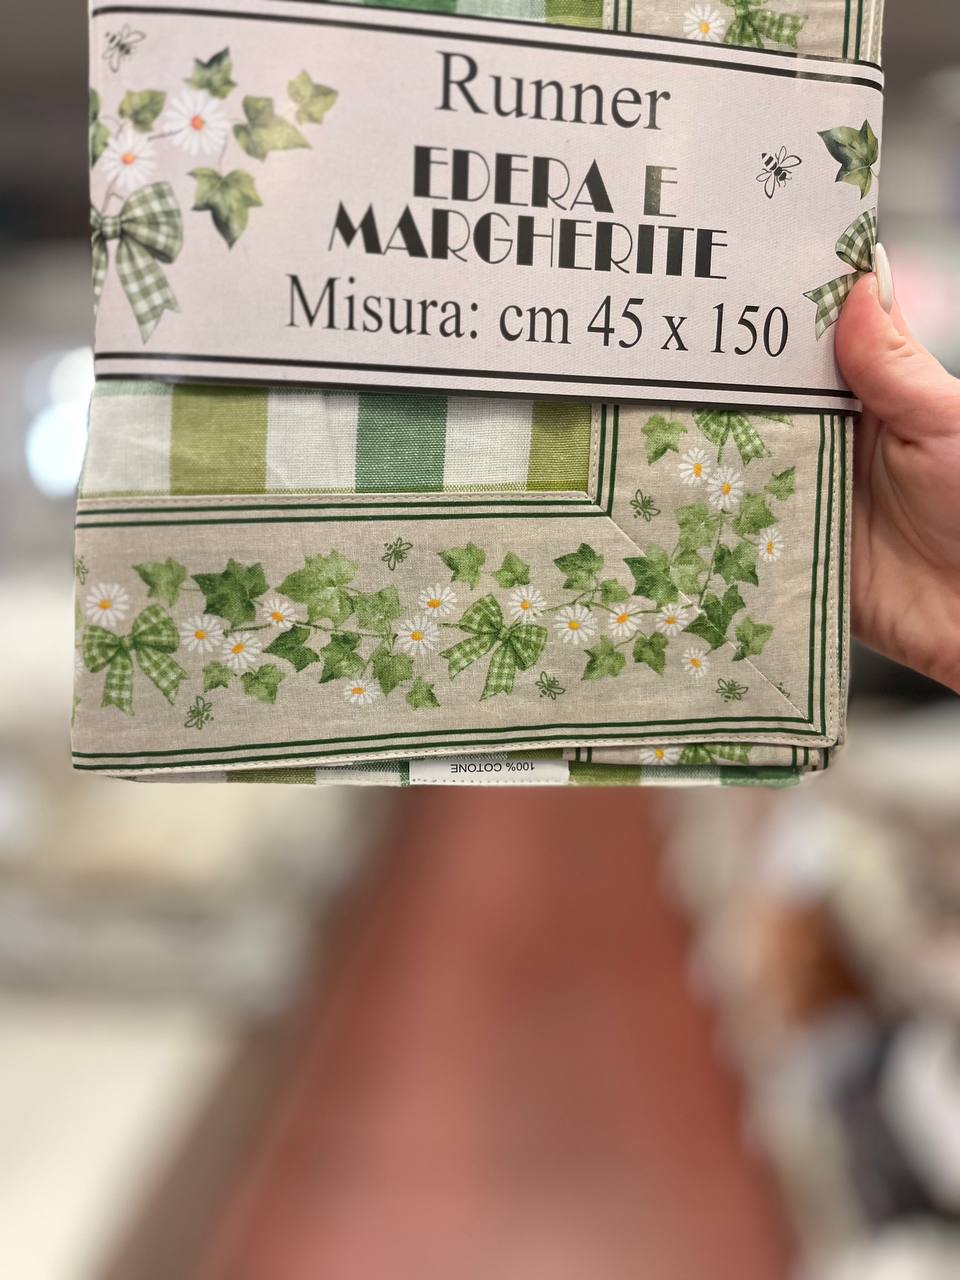 Runner
EDERA E
MARGHERITE
Misura: cm 45 x 150
100% COTONE